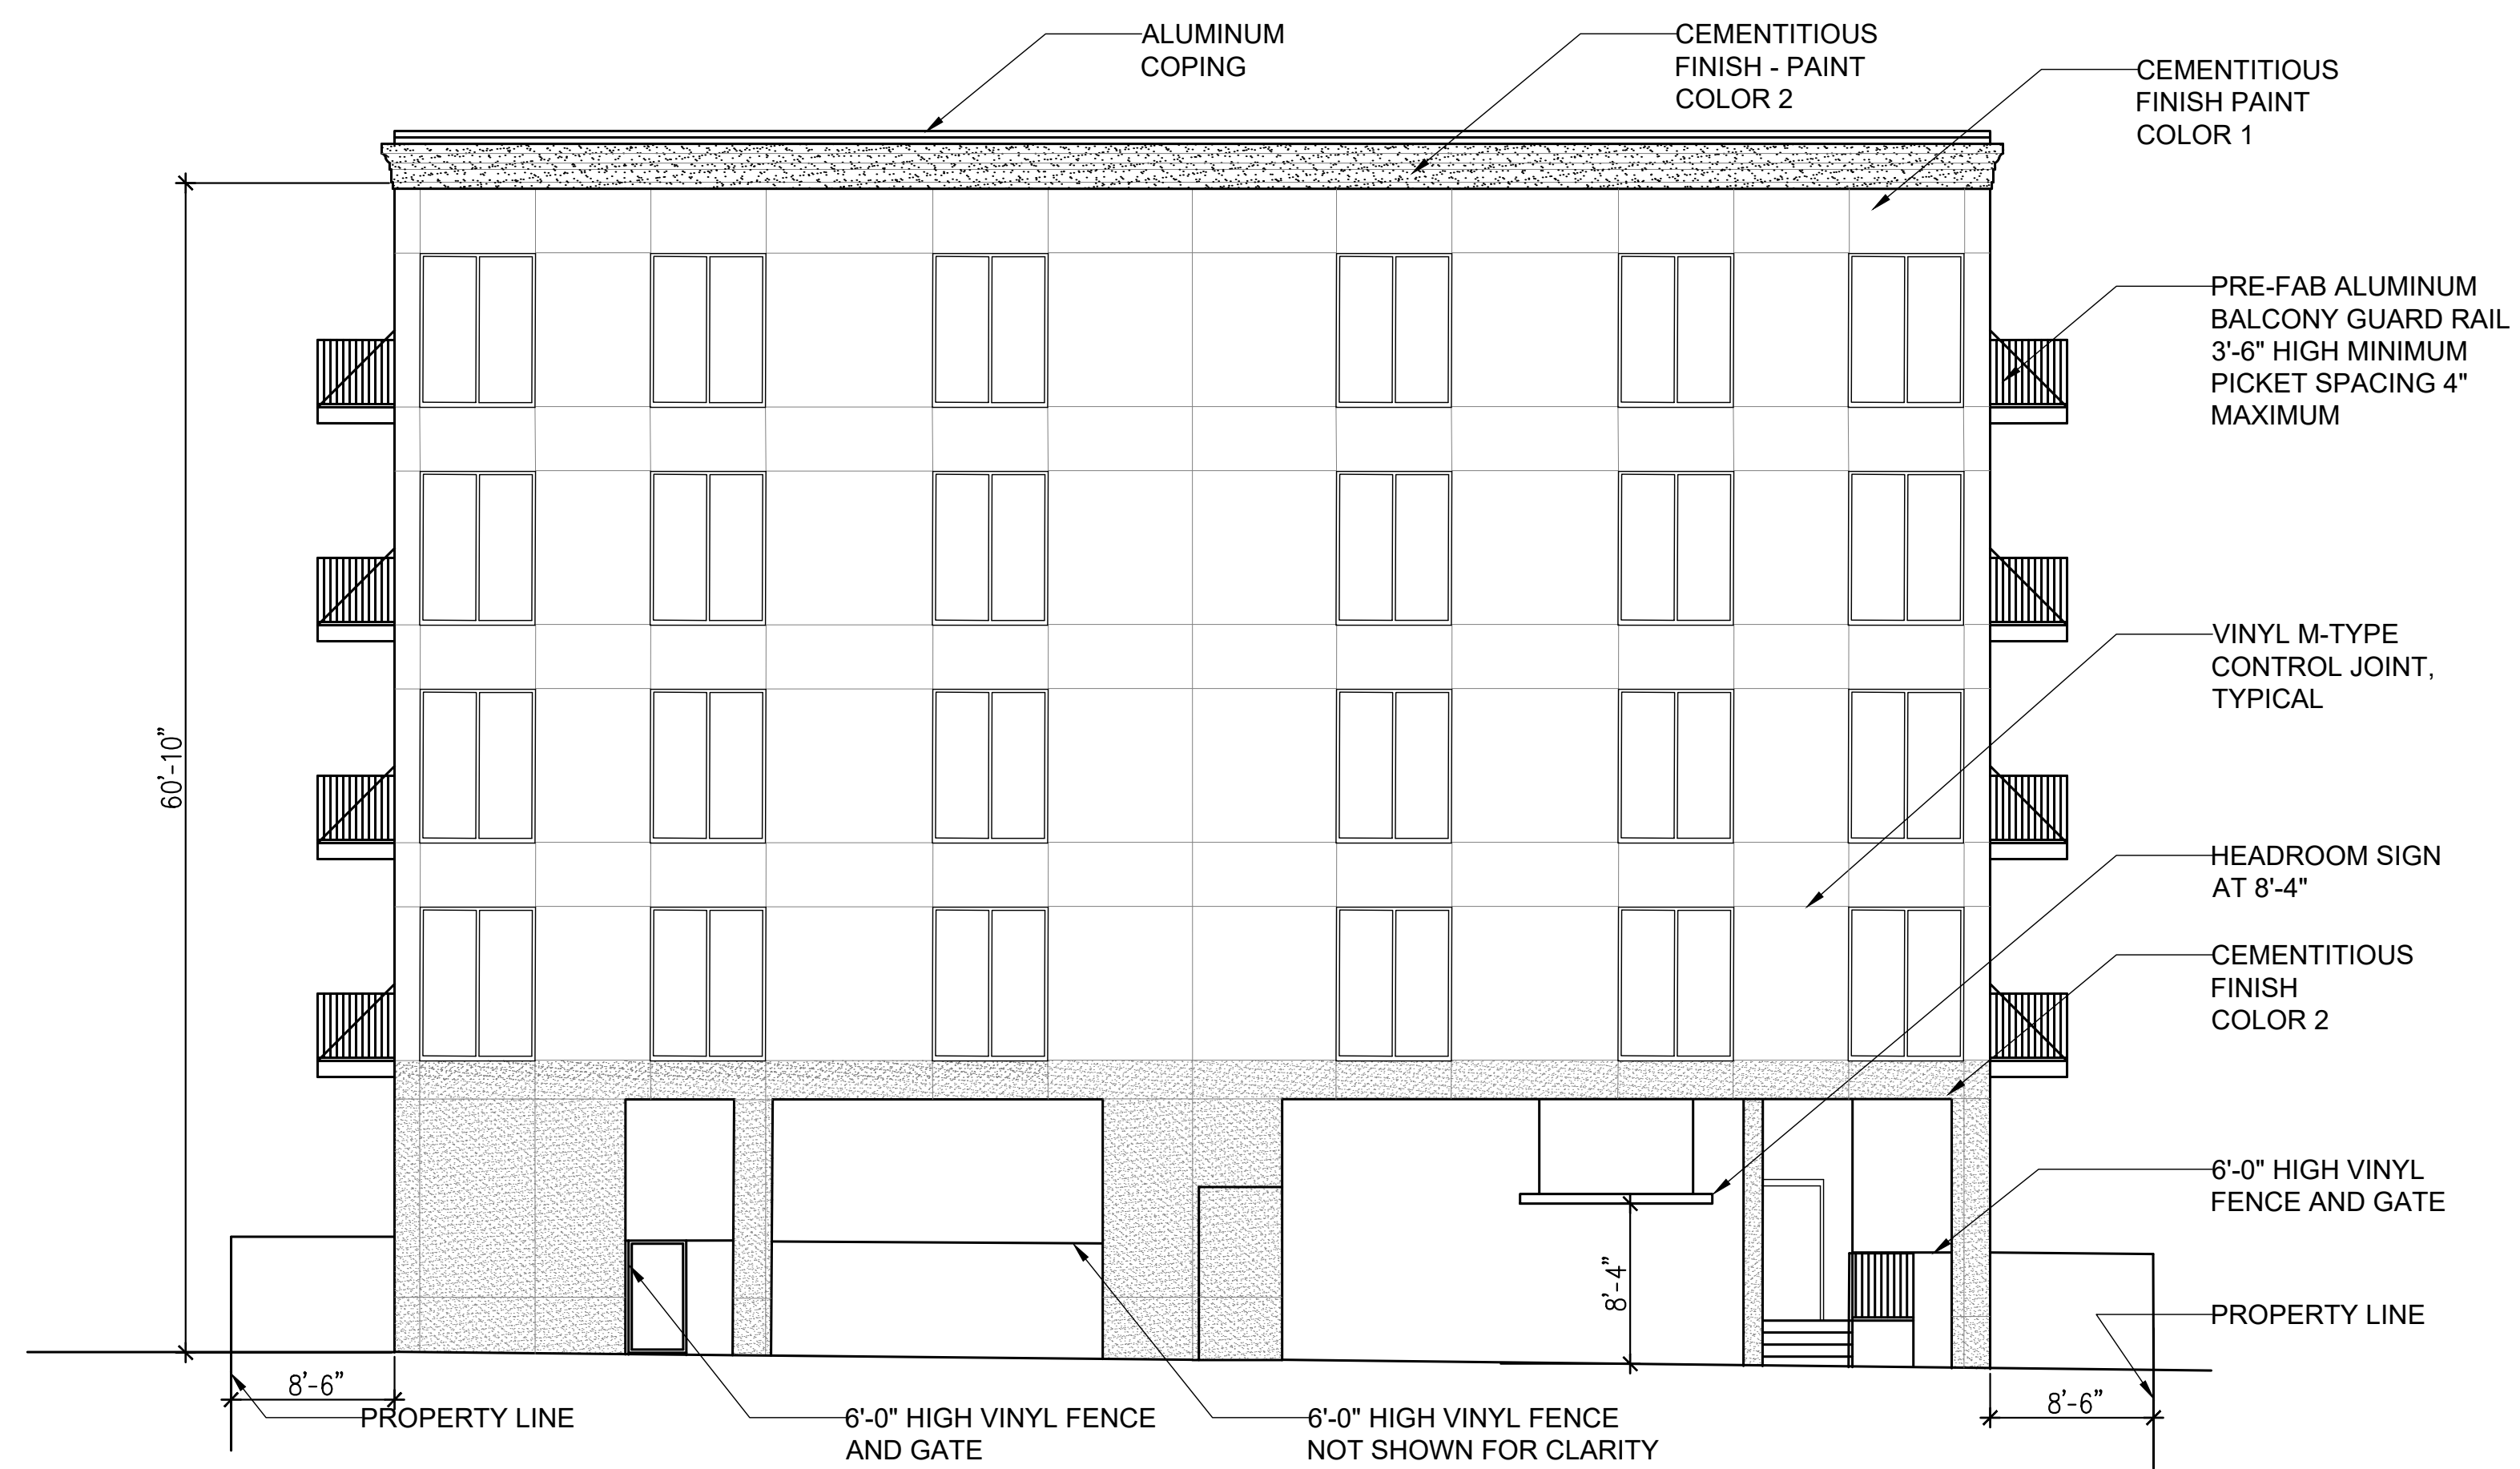 ALUMINUM
COPING
CEMENTITIOUS
FINISH - PAINT
COLOR 2
CEMENTITIOUS
FINISH PAINT
COLOR 1
PRE-FAB ALUMINUM
BALCONY GUARD RAIL
3'-6" HIGH MINIMUM
PICKET SPACING 4"
MAXIMUM
VINYL M-TYPE
CONTROL JOINT,
TYPICAL
60'-10"
HEADROOM SIGN
AT 8'-4"
CEMENTITIOUS
FINISH
COLOR 2
6'-0" HIGH VINYL
FENCE AND GATE
8'-4"
PROPERTY LINE
8'-6"
PROPERTY LINE
6'-0" HIGH VINYL FENCE
AND GATE
6'-0" HIGH VINYL FENCE
NOT SHOWN FOR CLARITY
8'-6"